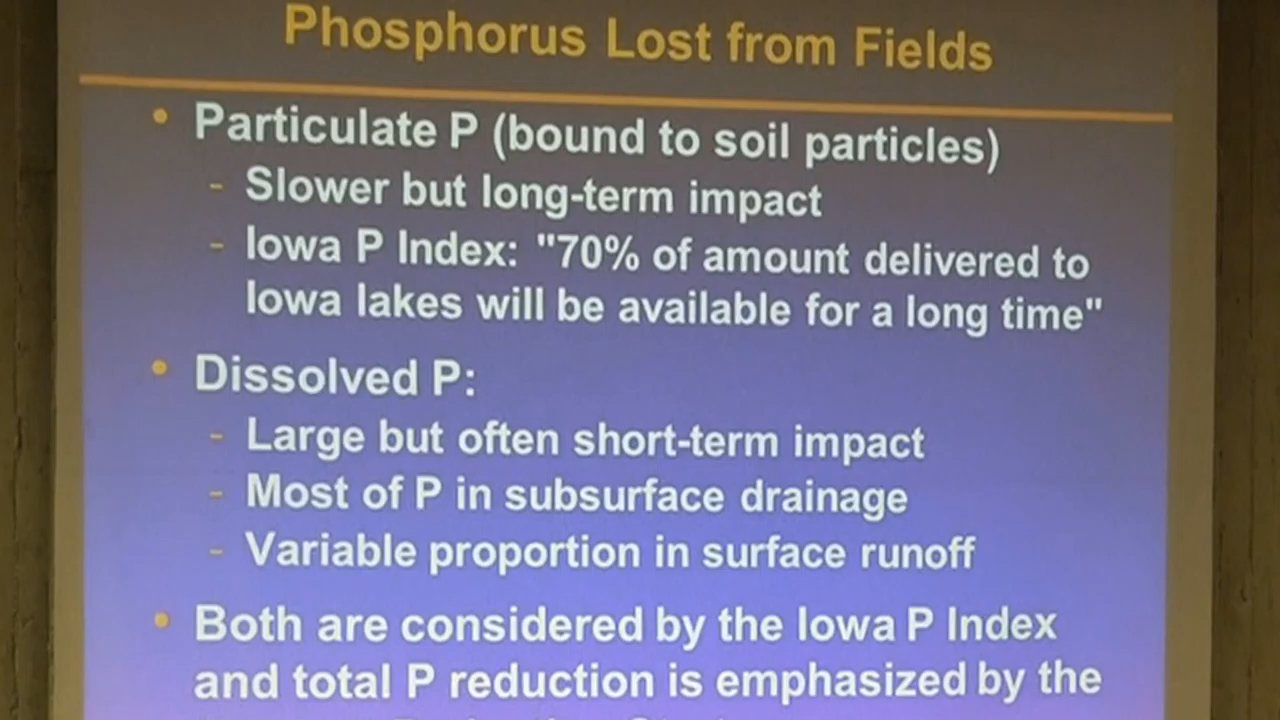 Phosphorus Lost from Fields
• Particulate P (bound to soil particles)
- Slower but long-term impact
- Iowa P Index: "70% of amount delivered to
Iowa lakes will be available for a long time"
• Dissolved P:
- Large but often short-term impact
- Most of P in subsurface drainage
- Variable proportion in surface runoff
• Both are considered by the Iowa P Index
and total P reduction is emphasized by the